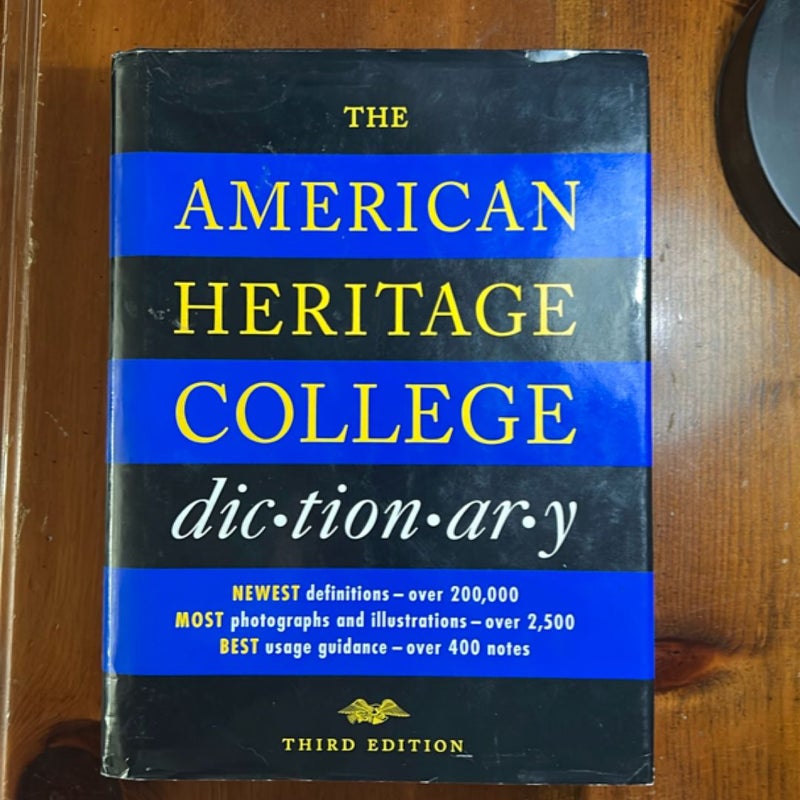 THE
AMERICAN
HERITAGE
COLLEGE
dic•tion•ar•y
NEWEST definitions – over 200,000
MOST photographs and illustrations – over 2,500
BEST usage guidance – over 400 notes
THIRD EDITION